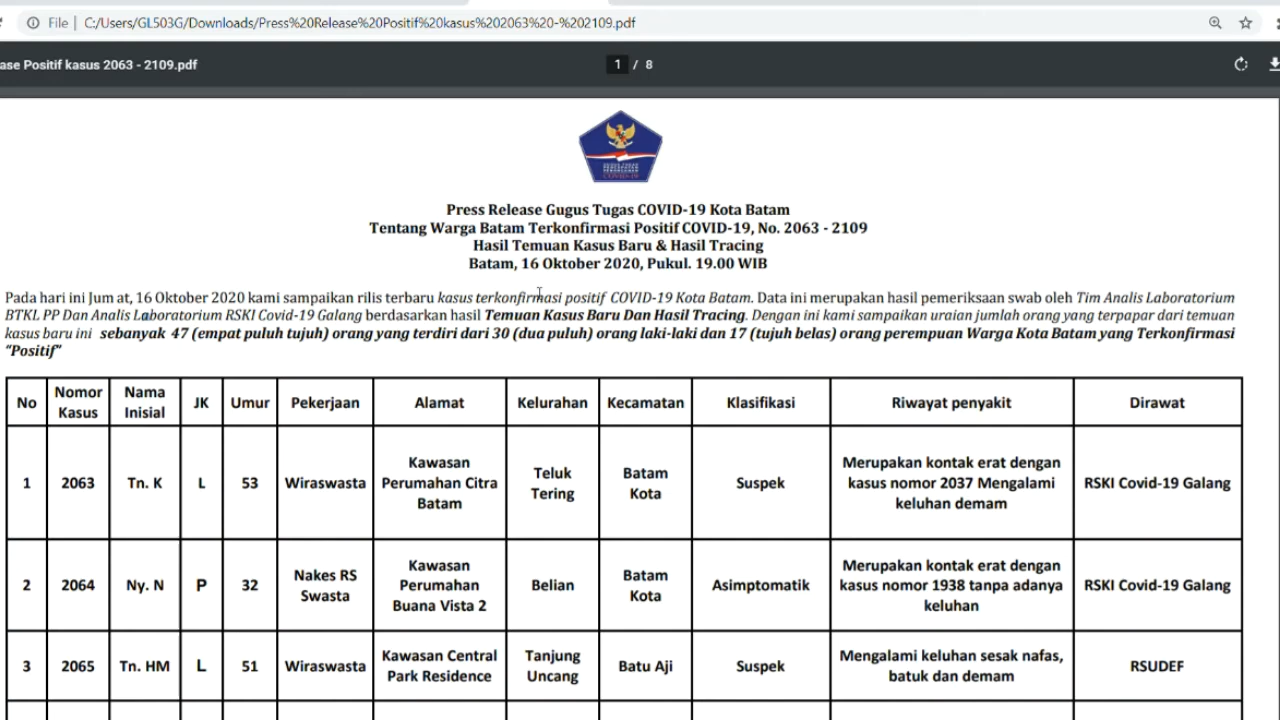 File | C:/Users/GL503G/Downloads/Press%20Release%20Positif%20kasus%202063%20-%202109.pdf
ase Positif kasus 2063 - 2109.pdf
1 / 8
COVID-19
Press Release Gugus Tugas COVID-19 Kota Batam
Tentang Warga Batam Terkonfirmasi Positif COVID-19, No. 2063 - 2109
Hasil Temuan Kasus Baru & Hasil Tracing
Batam, 16 Oktober 2020, Pukul. 19.00 WIB
Pada hari ini Jum at, 16 Oktober 2020 kami sampaikan rilis terbaru kasus terkonfirmasi positif COVID-19 Kota Batam. Data ini merupakan hasil pemeriksaan swab oleh Tim Analis Laboratorium
BTKL PP Dan Analis Laboratorium RSKI Covid-19 Galang berdasarkan hasil Temuan Kasus Baru Dan Hasil Tracing. Dengan ini kami sampaikan uraian jumlah orang yang terpapar dari temuan
kasus baru ini sebanyak 47 (empat puluh tujuh) orang yang terdiri dari 30 (dua puluh) orang laki-laki dan 17 (tujuh belas) orang perempuan Warga Kota Batam yang Terkonfirmasi
“Positif”
No Nomor Kasus Nama Inisial JK Umur Pekerjaan Alamat Kelurahan Kecamatan Klasifikasi Riwayat penyakit Dirawat
1 2063 Tn. K L 53 Wiraswasta Kawasan Perumahan Citra Batam Teluk Tering Batam Kota Suspek Merupakan kontak erat dengan kasus nomor 2037 Mengalami keluhan demam RSKI Covid-19 Galang
2 2064 Ny. N P 32 Nakes RS Swasta Kawasan Perumahan Buana Vista 2 Belian Batam Kota Asimptomatik Merupakan kontak erat dengan kasus nomor 1938 tanpa adanya keluhan RSKI Covid-19 Galang
3 2065 Tn. HM L 51 Wiraswasta Kawasan Central Park Residence Tanjung Uncang Batu Aji Suspek Mengalami keluhan sesak nafas, batuk dan demam RSUDEF